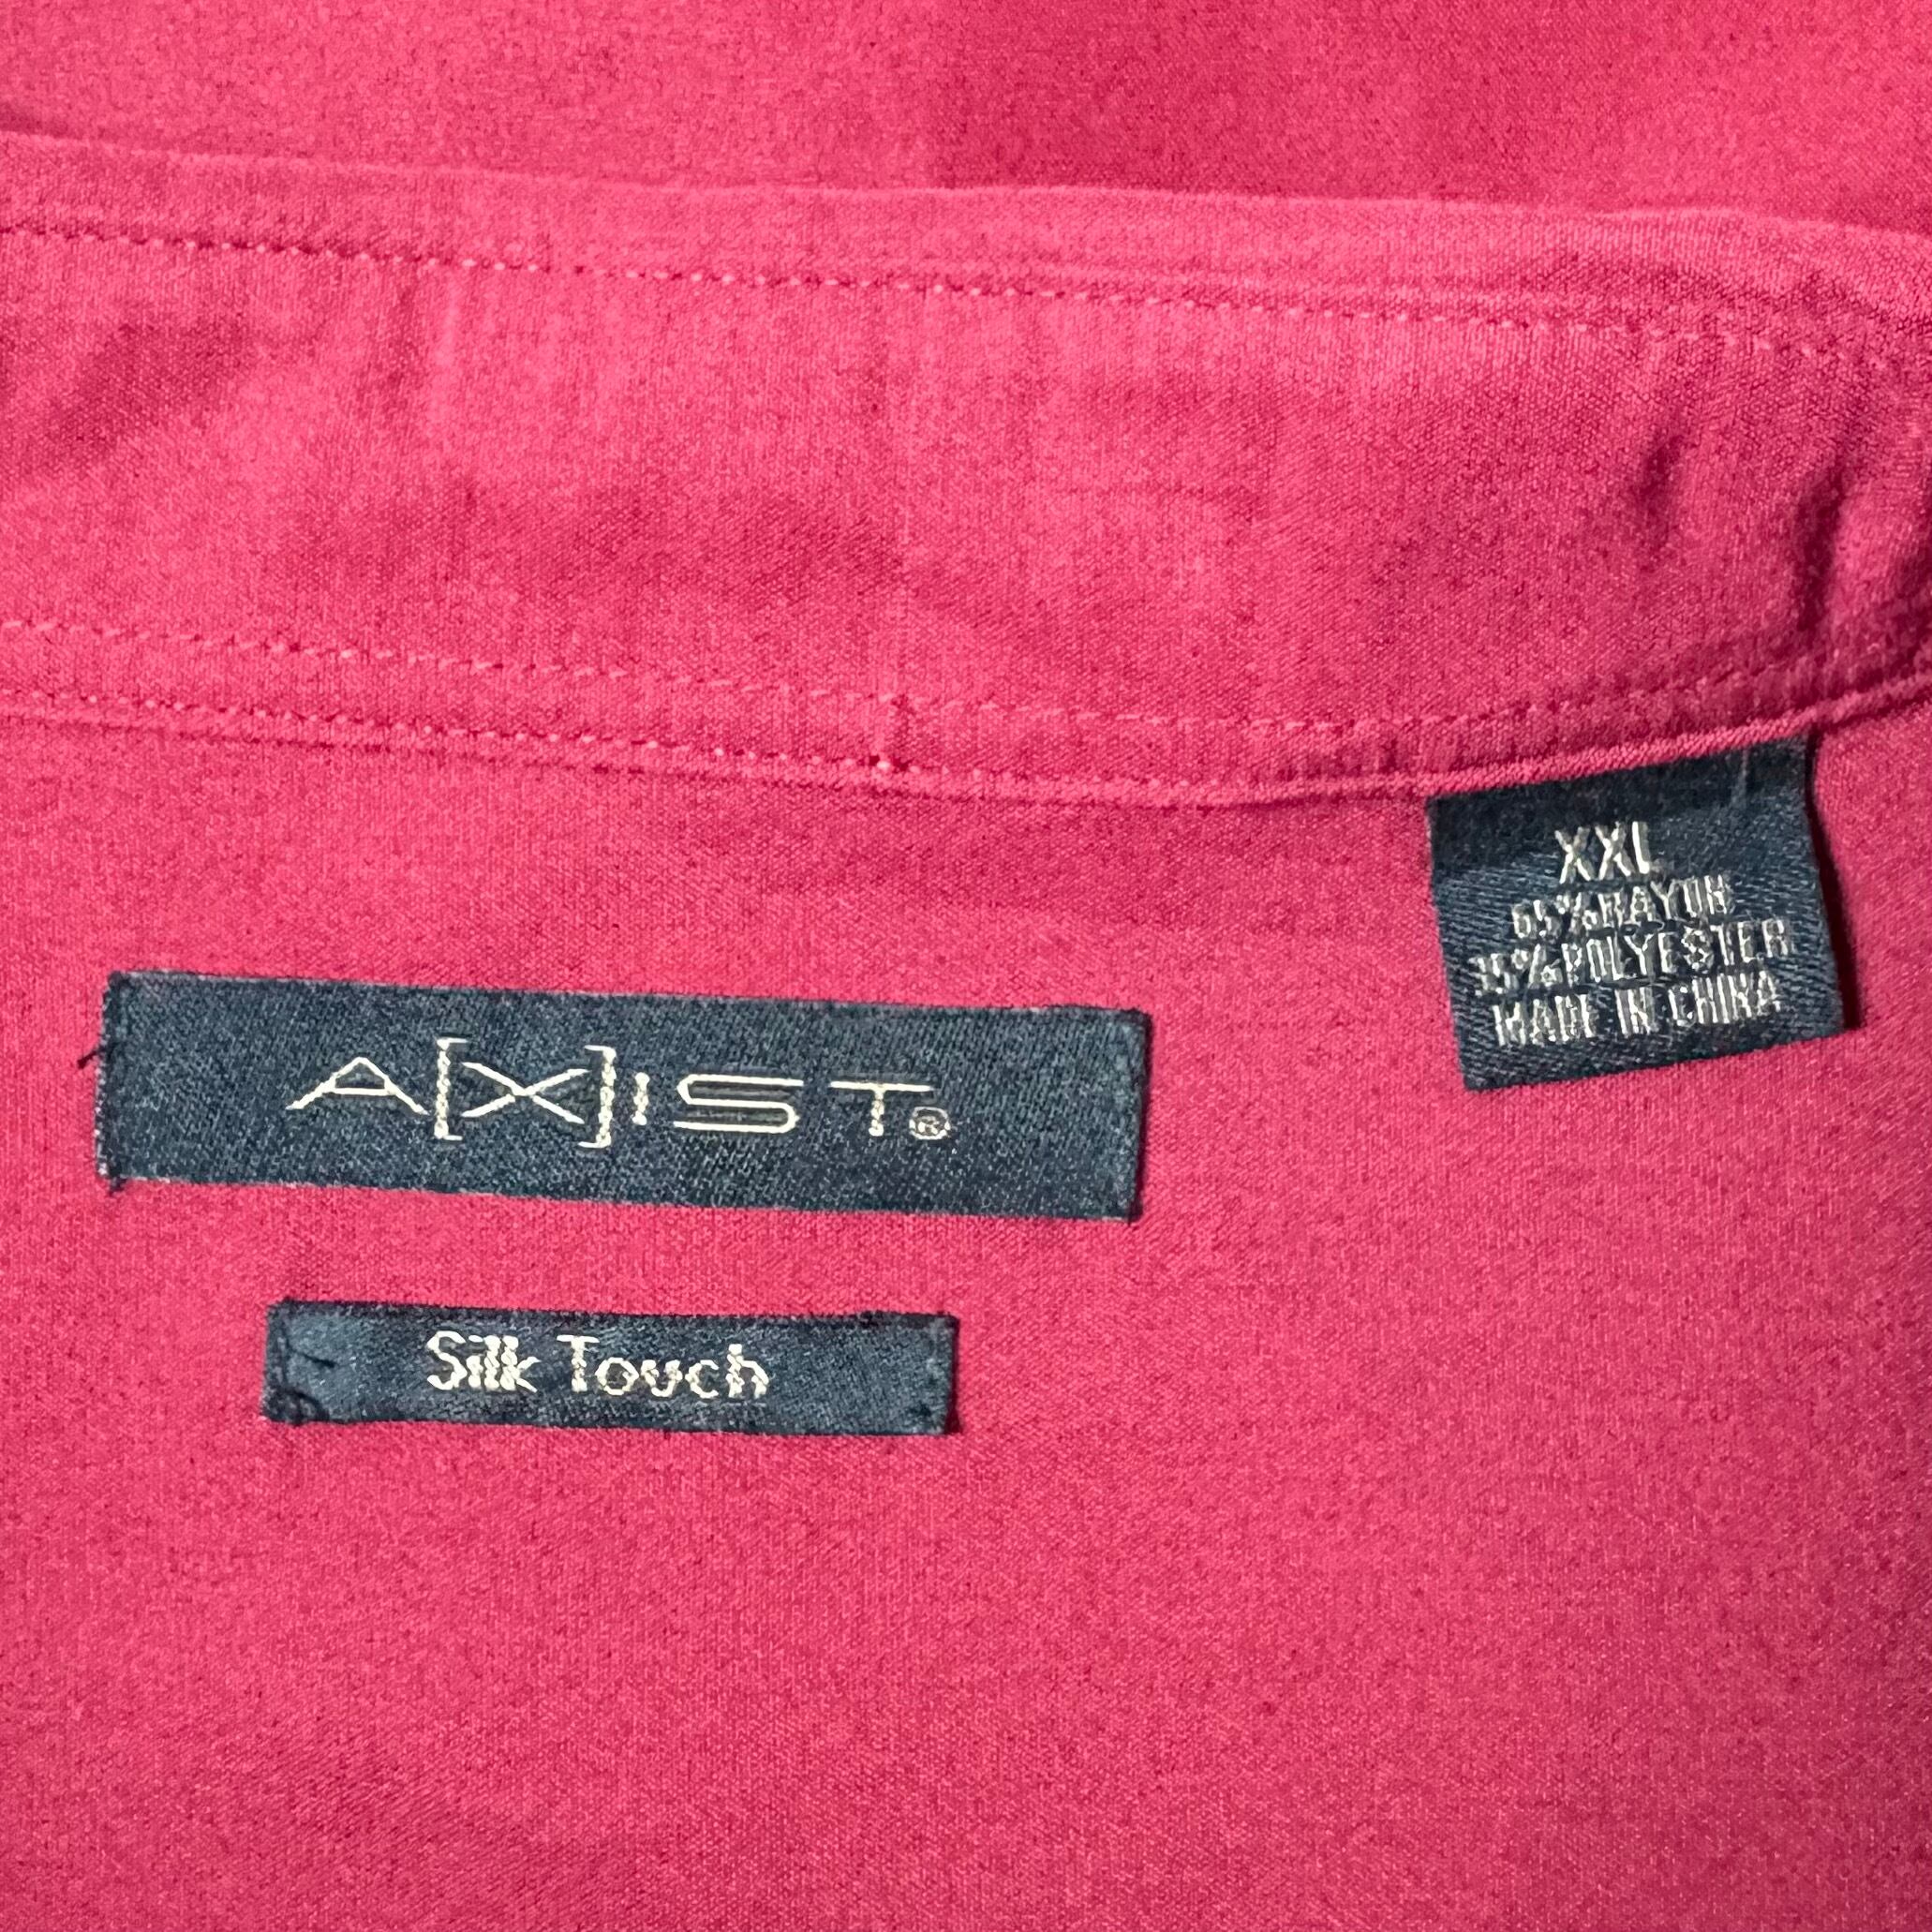 XXL
65% RAYON
35% POLYESTER
MADE IN CHINA
A[X]IST®
Silk Touch